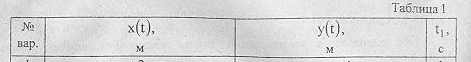 Таблица 1
№ вар.
x(t), м
y(t), м
t₁, с